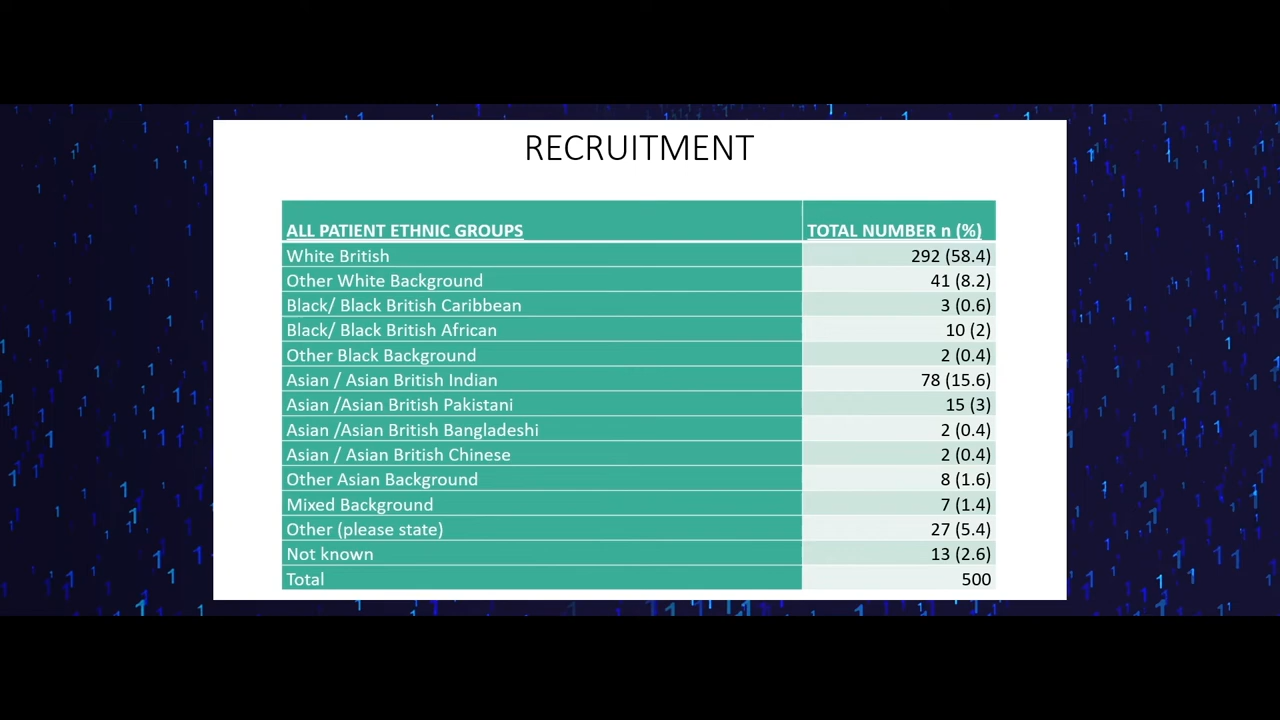 RECRUITMENT
ALL PATIENT ETHNIC GROUPS TOTAL NUMBER n (%)
White British 292 (58.4)
Other White Background 41 (8.2)
Black/ Black British Caribbean 3 (0.6)
Black/ Black British African 10 (2)
Other Black Background 2 (0.4)
Asian / Asian British Indian 78 (15.6)
Asian /Asian British Pakistani 15 (3)
Asian /Asian British Bangladeshi 2 (0.4)
Asian / Asian British Chinese 2 (0.4)
Other Asian Background 8 (1.6)
Mixed Background 7 (1.4)
Other (please state) 27 (5.4)
Not known 13 (2.6)
Total 500